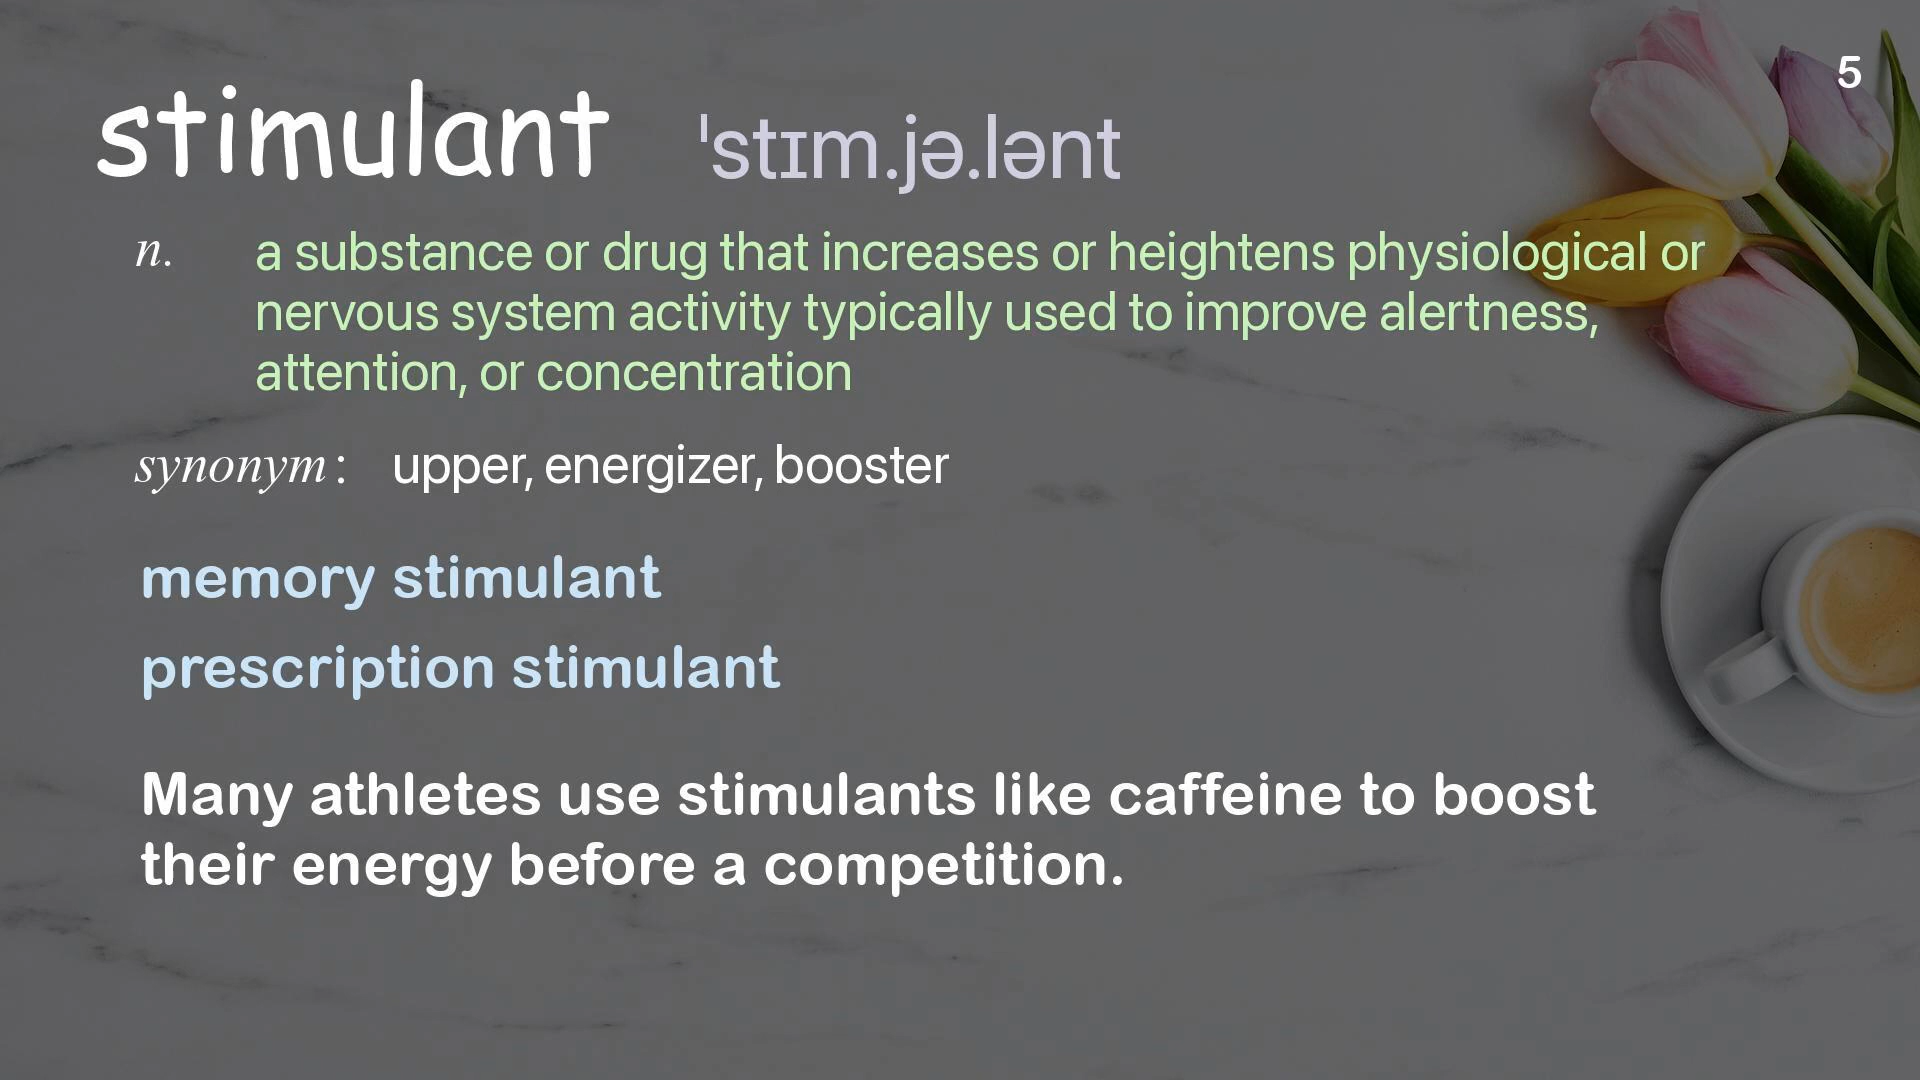 5
stimulant ˈstɪm.jə.lənt
n. a substance or drug that increases or heightens physiological or
nervous system activity typically used to improve alertness,
attention, or concentration
synonym: upper, energizer, booster
memory stimulant
prescription stimulant
Many athletes use stimulants like caffeine to boost
their energy before a competition.